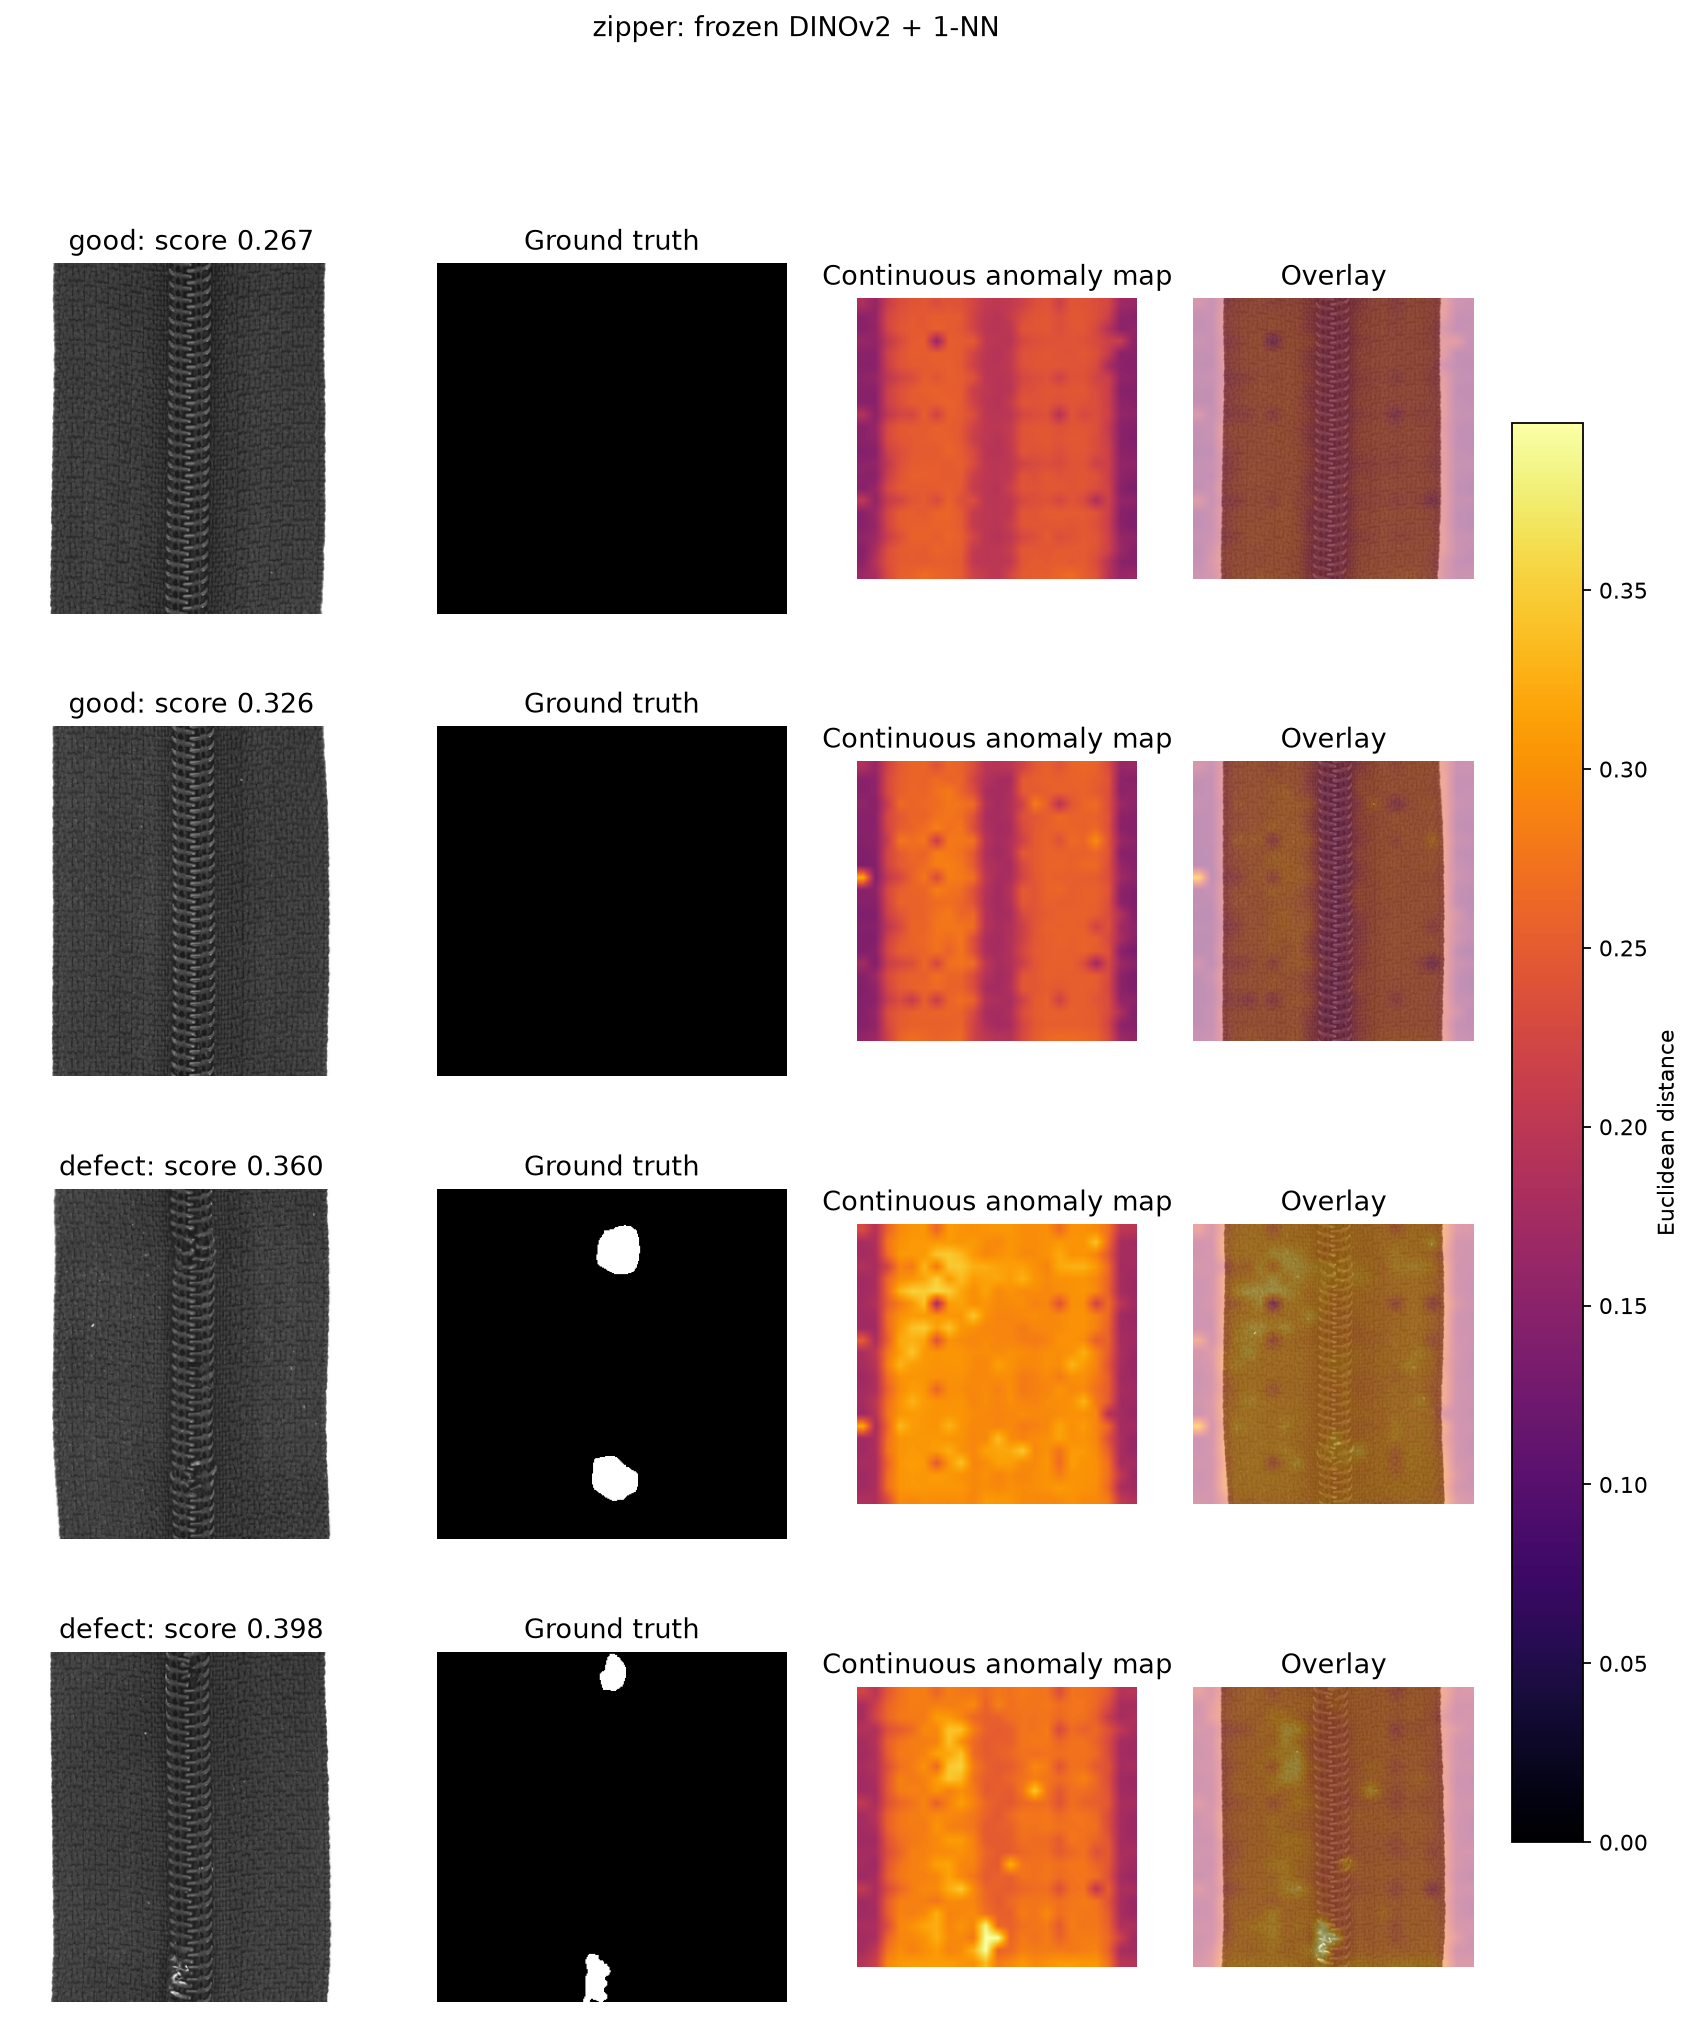 zipper: frozen DINOv2 + 1-NN
good: score 0.267
Ground truth
Continuous anomaly map
Overlay
good: score 0.326
Ground truth
Continuous anomaly map
Overlay
defect: score 0.360
Ground truth
Continuous anomaly map
Overlay
defect: score 0.398
Ground truth
Continuous anomaly map
Overlay
0.35
0.30
0.25
0.20
0.15
0.10
0.05
0.00
Euclidean distance